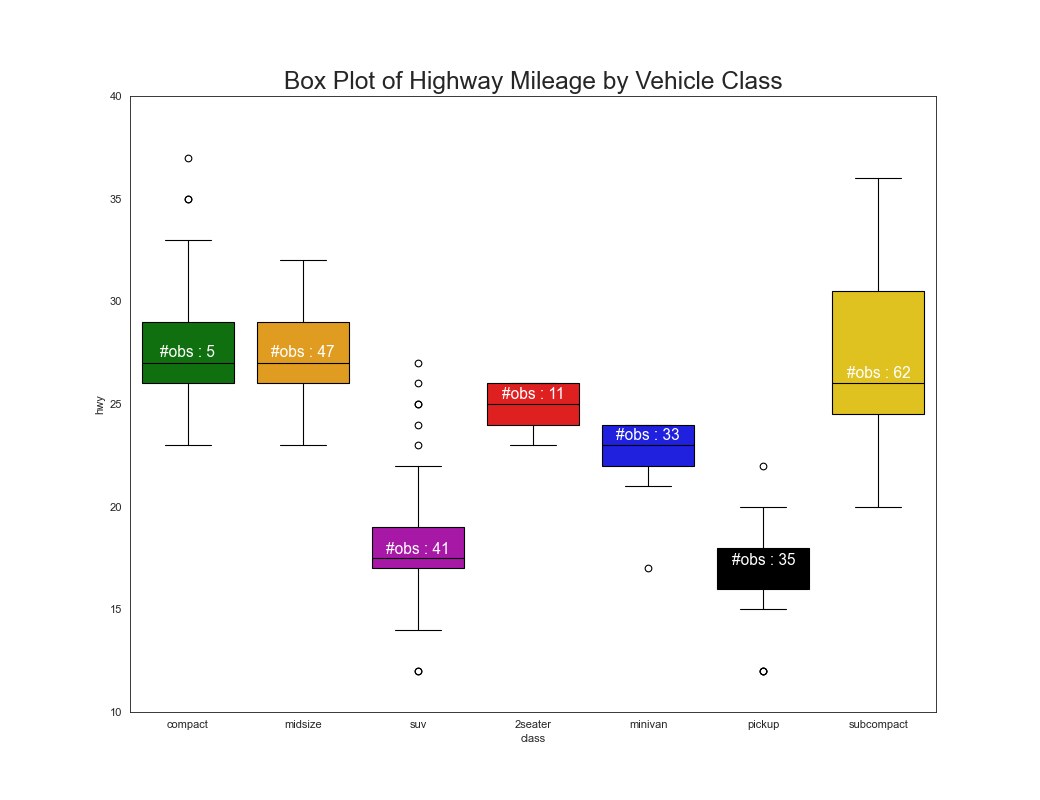 Box Plot of Highway Mileage by Vehicle Class
40
35
30
25
20
15
10
hwy
#obs : 5
#obs : 47
#obs : 41
#obs : 11
#obs : 33
#obs : 35
#obs : 62
compact midsize suv 2seater minivan pickup subcompact
class